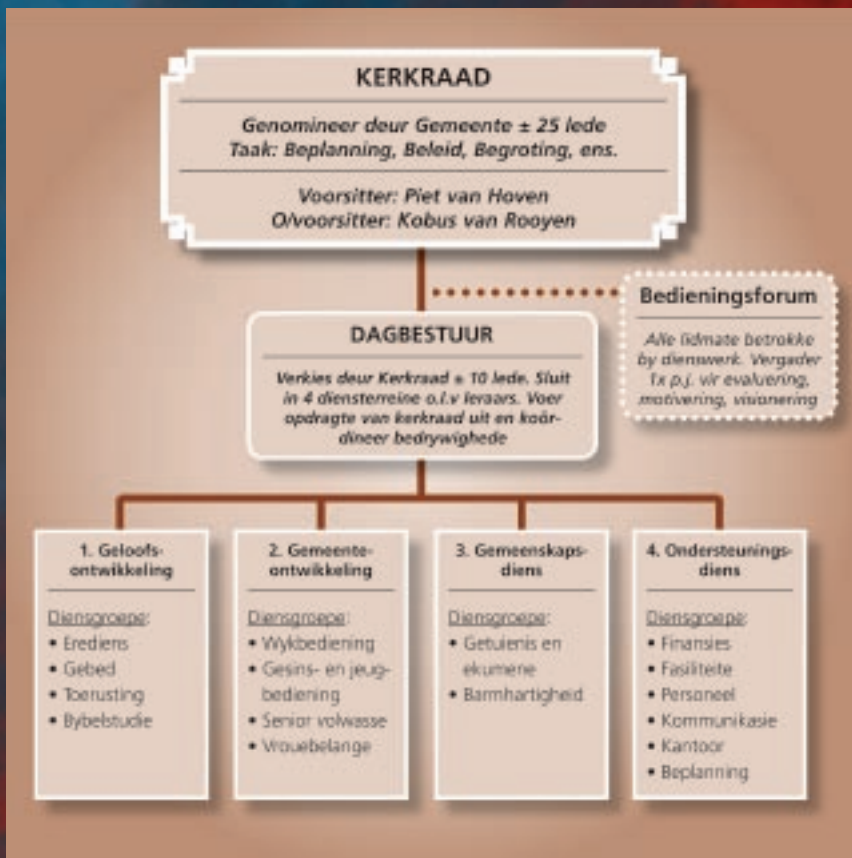 KERKRAAD
Genomineer deur Gemeente ± 25 lede
Taak: Beplanning, Beleid, Begroting, ens.
Voorsitter: Piet van Hoven
O/voorsitter: Kobus van Rooyen
Bedieningsforum
Alle lidmate betrokke
by dienswerk. Vergader
1x p.j. vir evaluering,
motivering, visionering
DAGBESTUUR
Verkies deur Kerkraad ± 10 lede. Sluit
in 4 diensterreine o.l.v leraars. Voer
opdragte van kerkraad uit en koör-
dineer bedrywighede
1. Geloofs-
ontwikkeling
Diensgroepe:
• Erediens
• Gebed
• Toerusting
• Bybelstudie
2. Gemeente-
ontwikkeling
Diensgroepe:
• Wykbediening
• Gesins- en jeug-
bediening
• Senior volwasse
• Vrouebelange
3. Gemeenskaps-
diens
Diensgroepe:
• Getuienis en
ekumene
• Barmhartigheid
4. Ondersteunings-
diens
Diensgroepe:
• Finansies
• Fasiliteite
• Personeel
• Kommunikasie
• Kantoor
• Beplanning